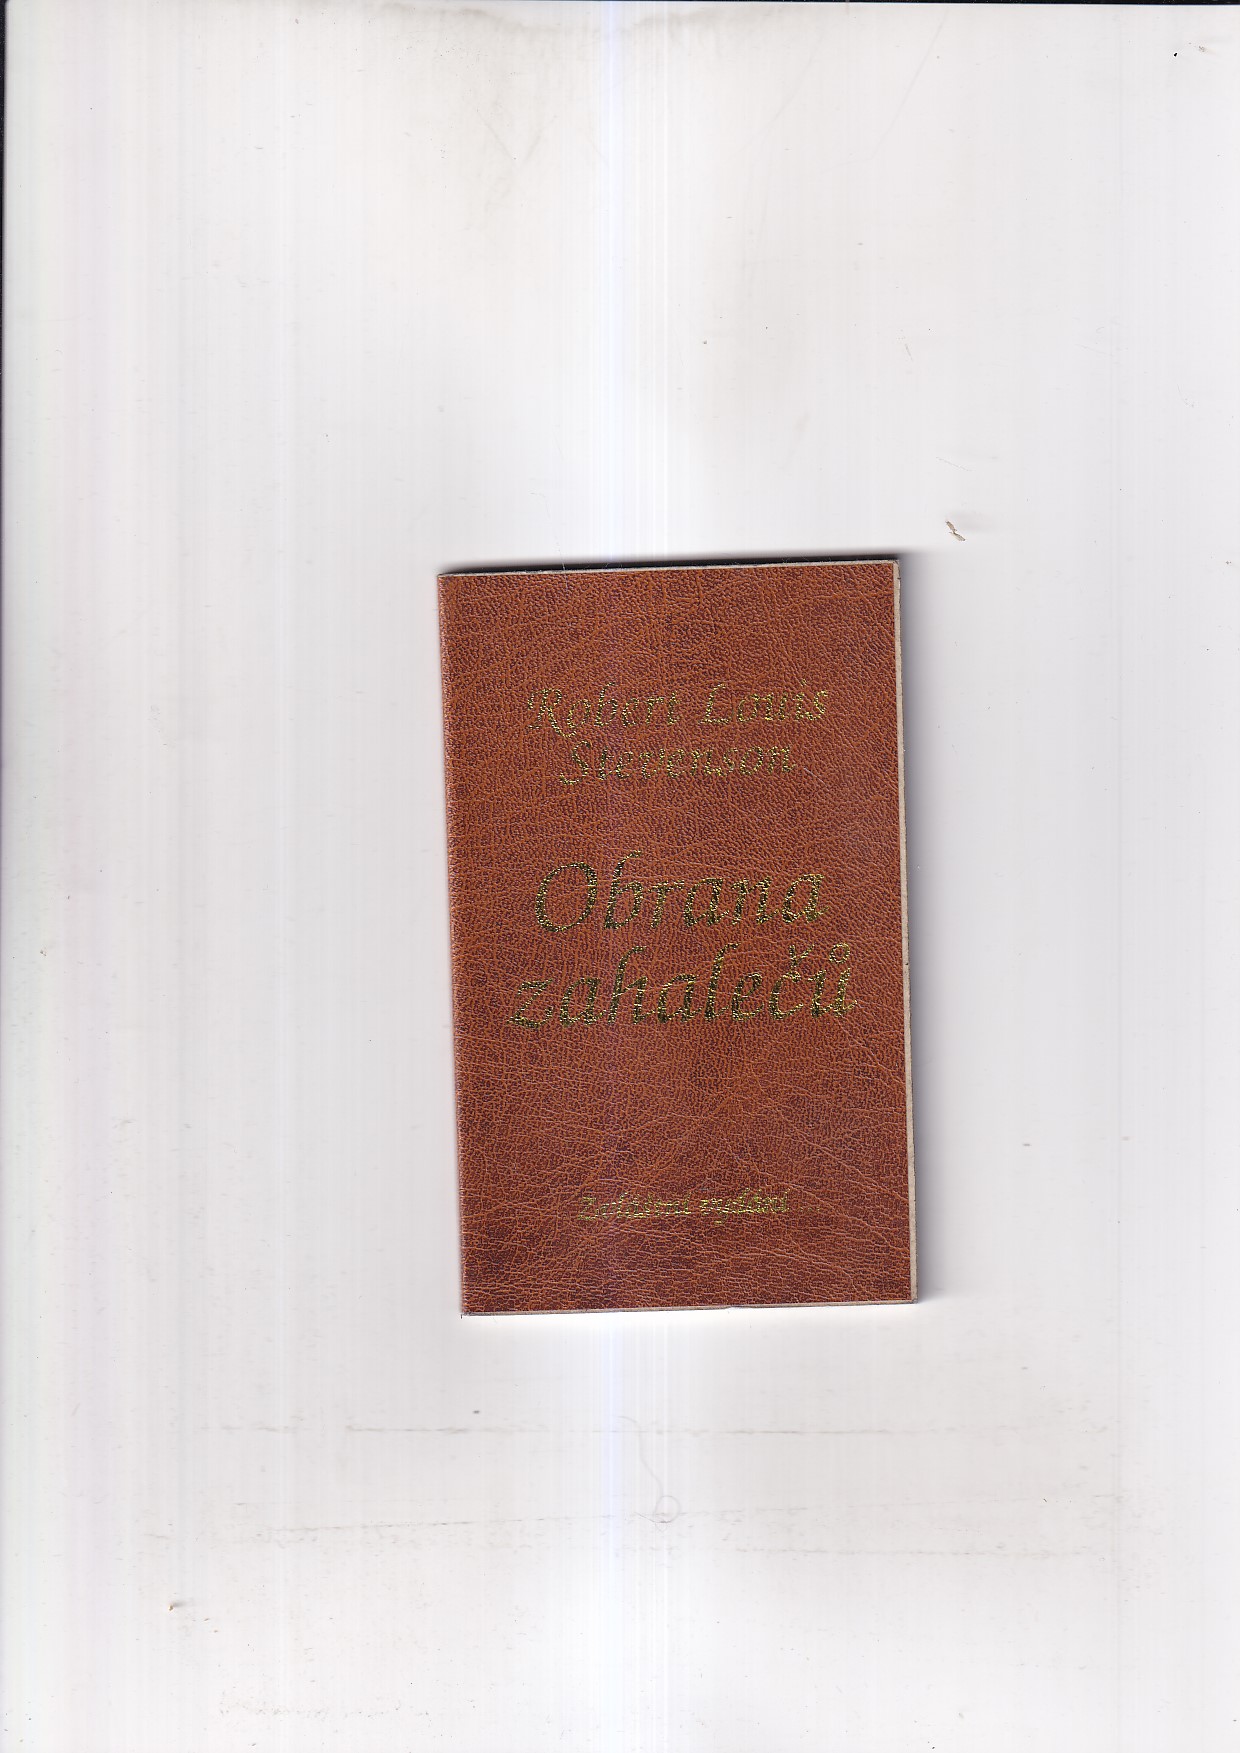 Robert Louis
Stevenson
Obrana
zahalečů
Zvláštní vydání